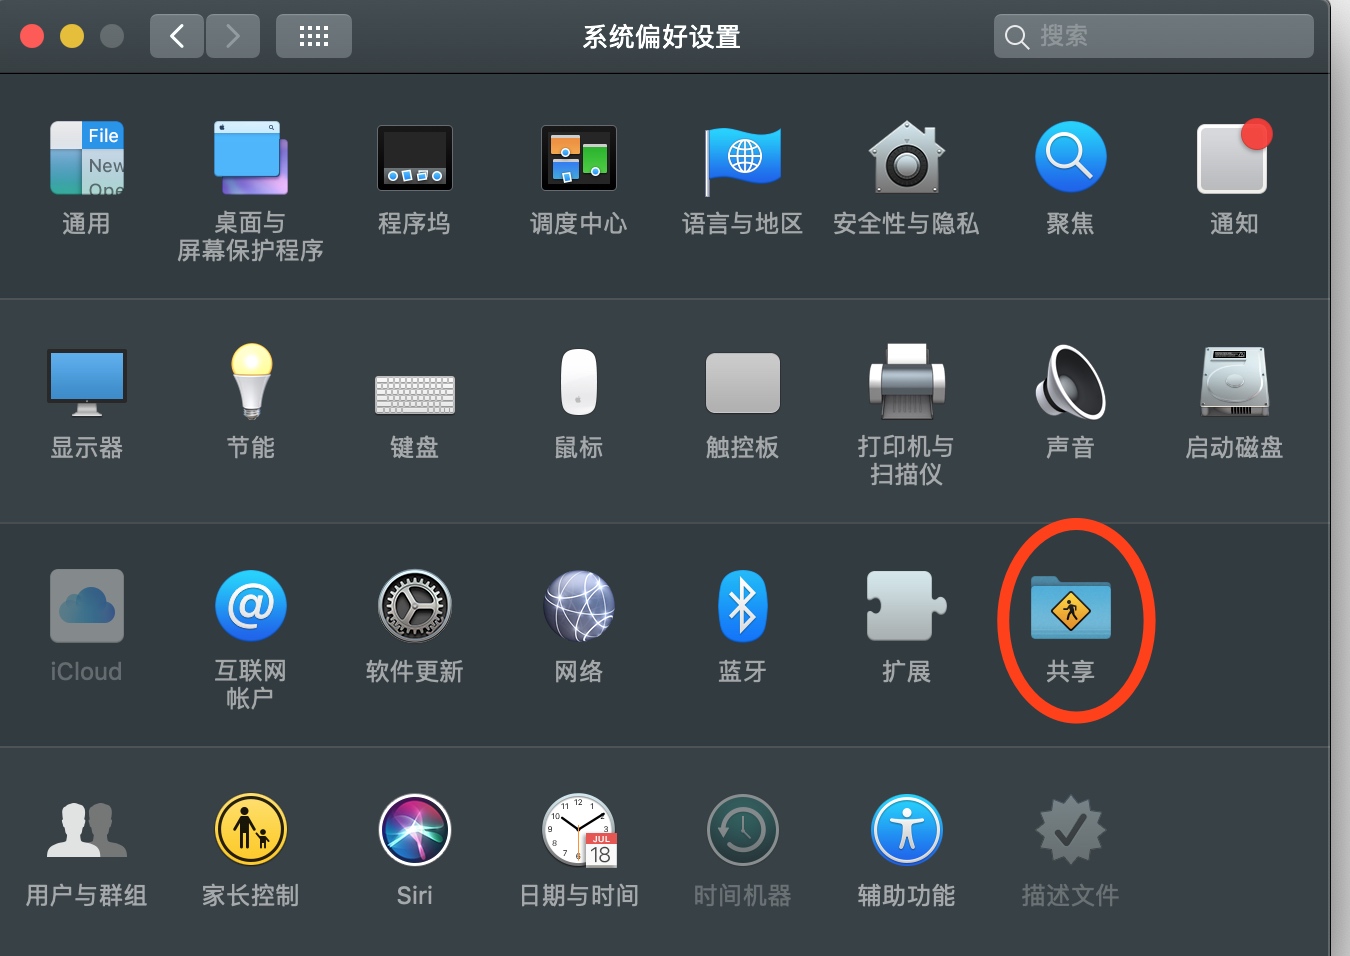 系统偏好设置
搜索
File
New
Ope
通用
桌面与
屏幕保护程序
程序坞
调度中心
语言与地区
安全性与隐私
聚焦
通知
显示器
节能
键盘
鼠标
触控板
打印机与
扫描仪
声音
启动磁盘
iCloud
@
互联网
帐户
软件更新
网络
蓝牙
扩展
共享
12
1
3
6
7
8
9
10
11
JUL
18
用户与群组
家长控制
Siri
日期与时间
时间机器
辅助功能
描述文件